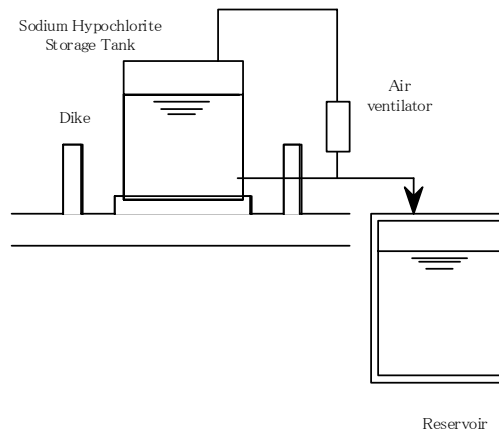 Sodium Hypochlorite
Storage Tank
Dike
Air
ventilator
Reservoir